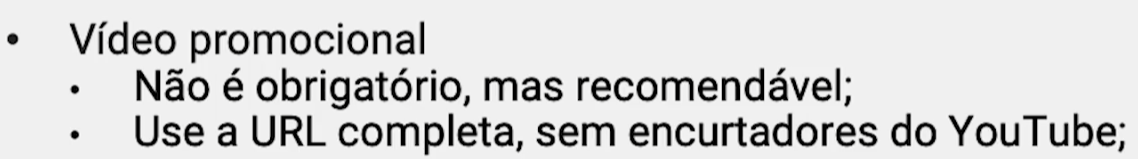 • Vídeo promocional
• Não é obrigatório, mas recomendável;
• Use a URL completa, sem encurtadores do YouTube;